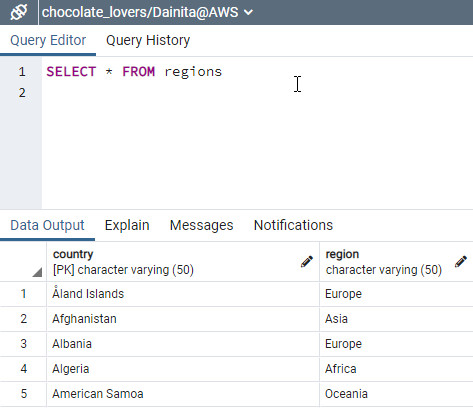 chocolate_lovers/Dainita@AWS
Query Editor Query History
1 SELECT * FROM regions
2
Data Output Explain Messages Notifications
country region
[PK] character varying (50) character varying (50)
1 Åland Islands Europe
2 Afghanistan Asia
3 Albania Europe
4 Algeria Africa
5 American Samoa Oceania